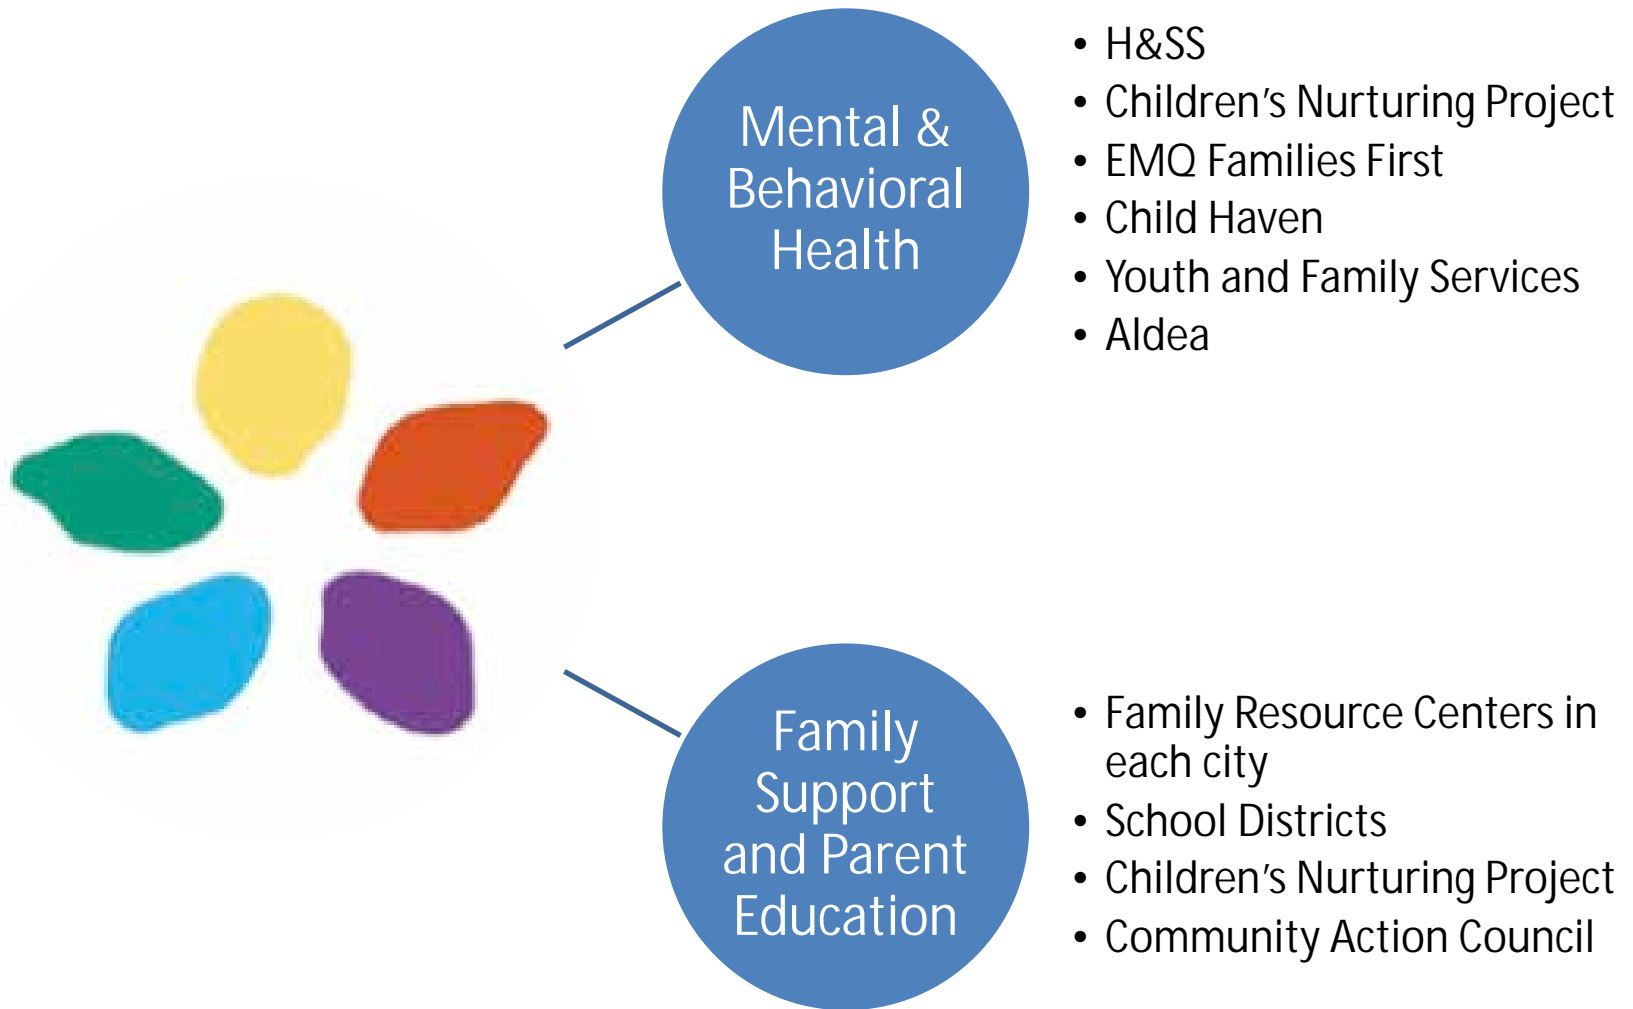 Mental &
Behavioral
Health
• H&SS
• Children’s Nurturing Project
• EMQ Families First
• Child Haven
• Youth and Family Services
• Aldea
Family
Support
and Parent
Education
• Family Resource Centers in
each city
• School Districts
• Children’s Nurturing Project
• Community Action Council